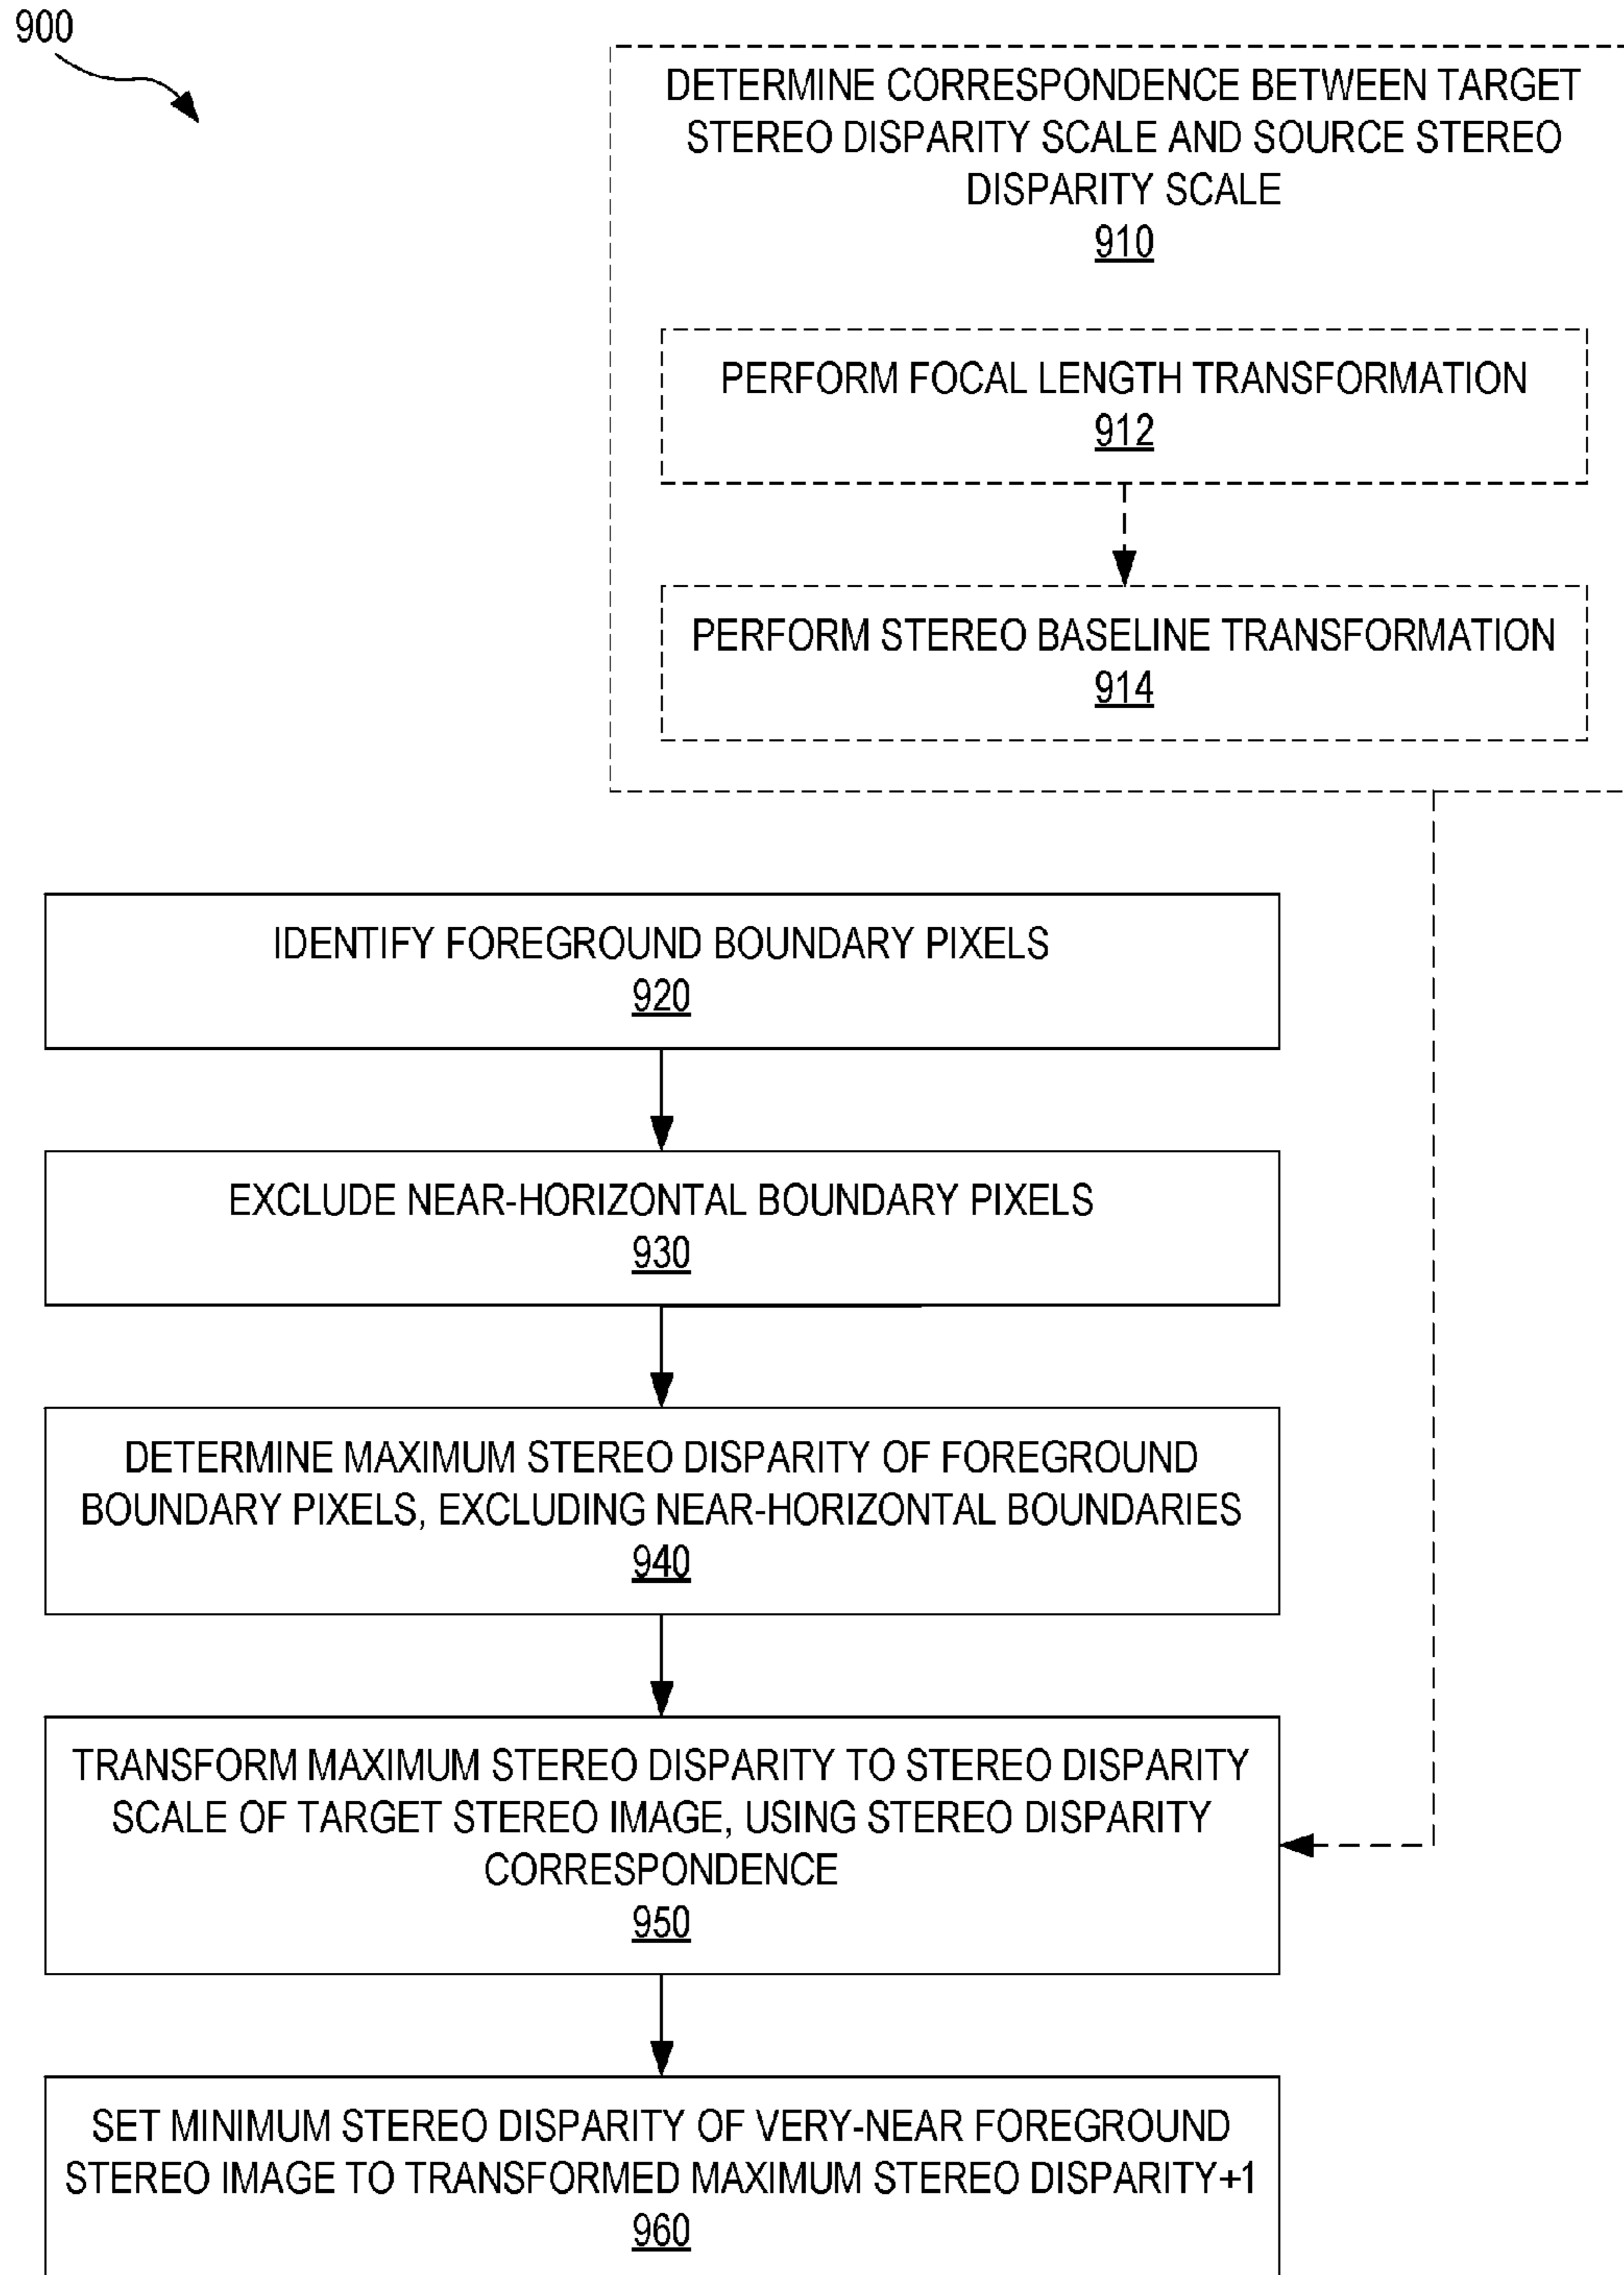 900
DETERMINE CORRESPONDENCE BETWEEN TARGET
STEREO DISPARITY SCALE AND SOURCE STEREO
DISPARITY SCALE
910
PERFORM FOCAL LENGTH TRANSFORMATION
912
PERFORM STEREO BASELINE TRANSFORMATION
914
IDENTIFY FOREGROUND BOUNDARY PIXELS
920
EXCLUDE NEAR-HORIZONTAL BOUNDARY PIXELS
930
DETERMINE MAXIMUM STEREO DISPARITY OF FOREGROUND
BOUNDARY PIXELS, EXCLUDING NEAR-HORIZONTAL BOUNDARIES
940
TRANSFORM MAXIMUM STEREO DISPARITY TO STEREO DISPARITY
SCALE OF TARGET STEREO IMAGE, USING STEREO DISPARITY
CORRESPONDENCE
950
SET MINIMUM STEREO DISPARITY OF VERY-NEAR FOREGROUND
STEREO IMAGE TO TRANSFORMED MAXIMUM STEREO DISPARITY+1
960